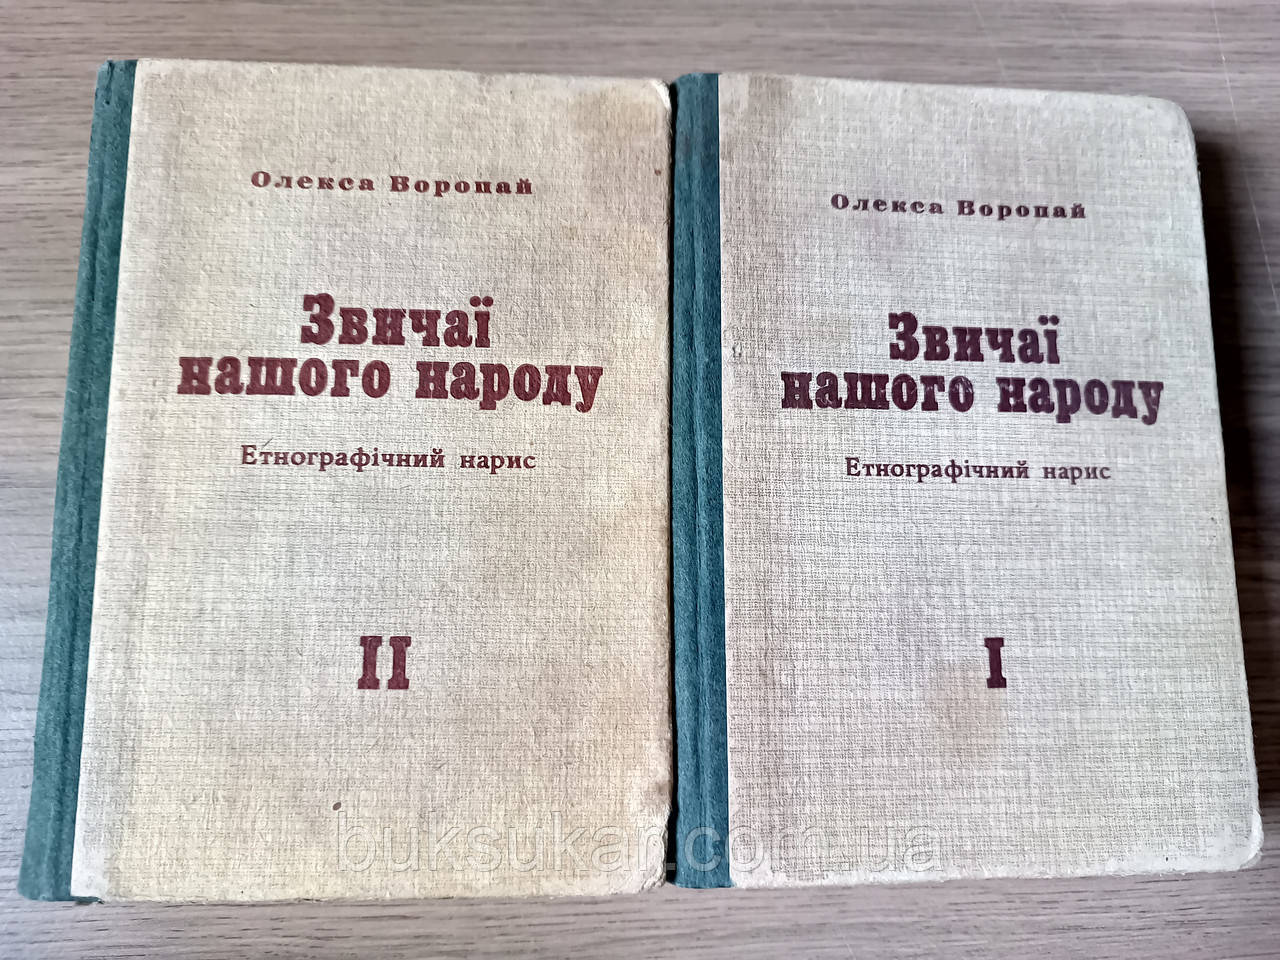 Олекса Воропай
Звичаї
нашого народу
Етнографічний нарис
II
Олекса Воропай
Звичаї
нашого народу
Етнографічний нарис
I
buksukar.com.ua